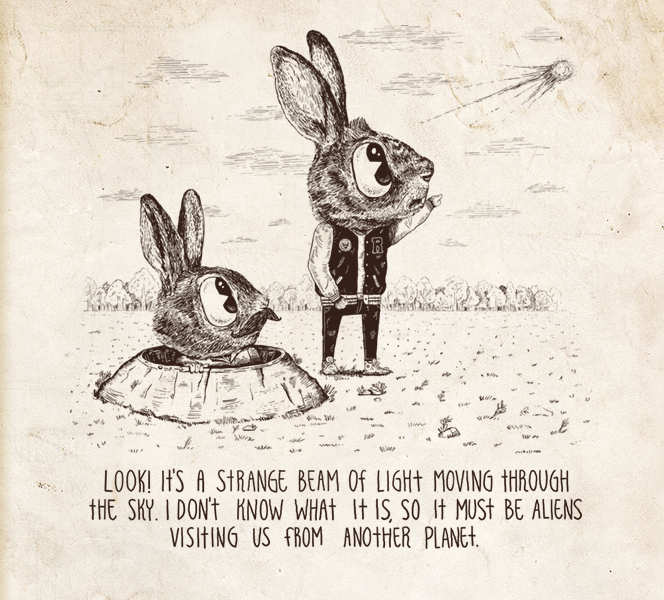 R
LOOK! IT'S A STRANGE BEAM OF LIGHT MOVING THROUGH
THE SKY. I DON'T KNOW WHAT IT IS, SO IT MUST BE ALIENS
VISITING US FROM ANOTHER PLANET.